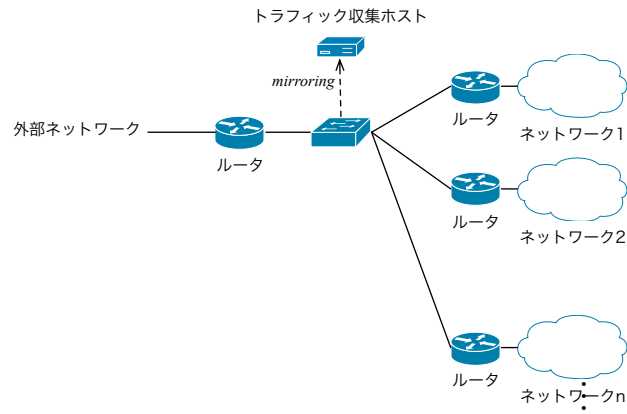 トラフィック収集ホスト
mirroring
外部ネットワーク
ルータ
ルータ
ネットワーク1
ルータ
ネットワーク2
ルータ
ネットワークn